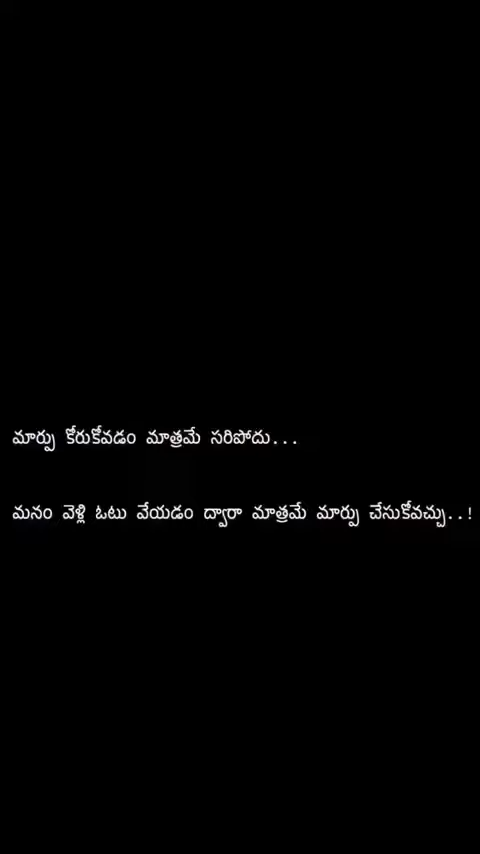 మార్పు కోరుకోవడం మాత్రమే సరిపోదు...
మనం వెళ్లి ఓటు వేయడం ద్వారా మాత్రమే మార్పు చేసుకోవచ్చు..!